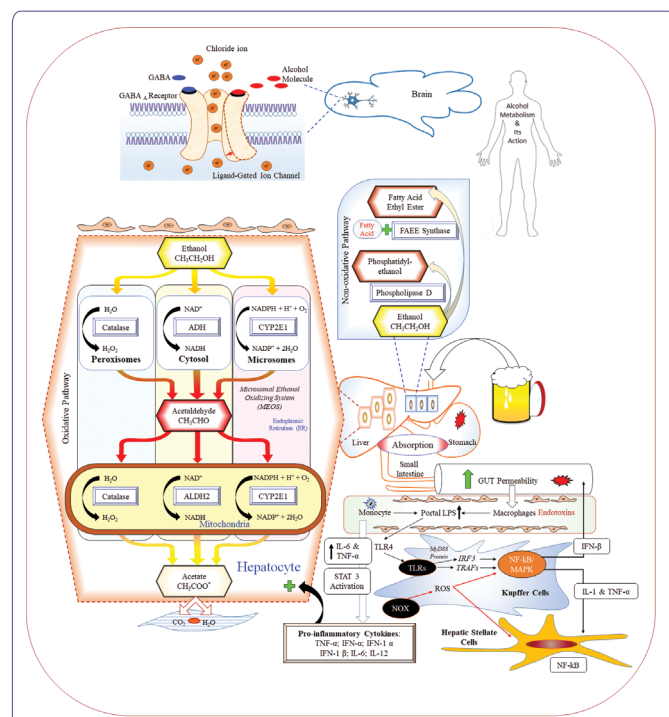 Chloride ion
GABA
Alcohol
Molecule
GABA A Receptor
Ligand-Gated Ion Channel
Brain
Alcohol
Metabolism
&
Its
Action
Non-oxidative Pathway
Fatty Acid
Ethyl Ester
Fatty
Acid
FAEE Synthase
Phosphatidyl-
ethanol
Phospholipase D
Ethanol
CH3CH2OH
Oxidative Pathway
Ethanol
CH3CH2OH
H2O
Catalase
H2O2
Peroxisomes
NAD+
ADH
NADH
Cytosol
NADPH + H+ + O2
CYP2E1
NADP+ + 2H2O
Microsomes
Microsomal Ethanol
Oxidizing System
(MEOS)
Endoplasmic
Reticulum (ER)
Acetaldehyde
CH3CHO
H2O
Catalase
H2O2
NAD+
ALDH2
NADH
NADPH + H+ + O2
CYP2E1
NADP+ + 2H2O
Mitochondria
Acetate
CH3COO-
Hepatocyte
CO2
H2O
Liver
Absorption
Stomach
Small
Intestine
GUT Permeability
Monocyte
Portal LPS
Macrophages
Endotoxins
IL-6 &
TNF-α
TLR4
STAT 3
Activation
MyD88
Protein
TLRs
IRF3
TRAFs
NF-kB/
MAPK
IFN-β
NOX
ROS
Kupffer Cells
IL-1 & TNF-α
Pro-inflammatory Cytokines:
TNF-α; IFN-α; IFN-1 α
IFN-1 β; IL-6; IL-12
Hepatic Stellate
Cells
NF-kB